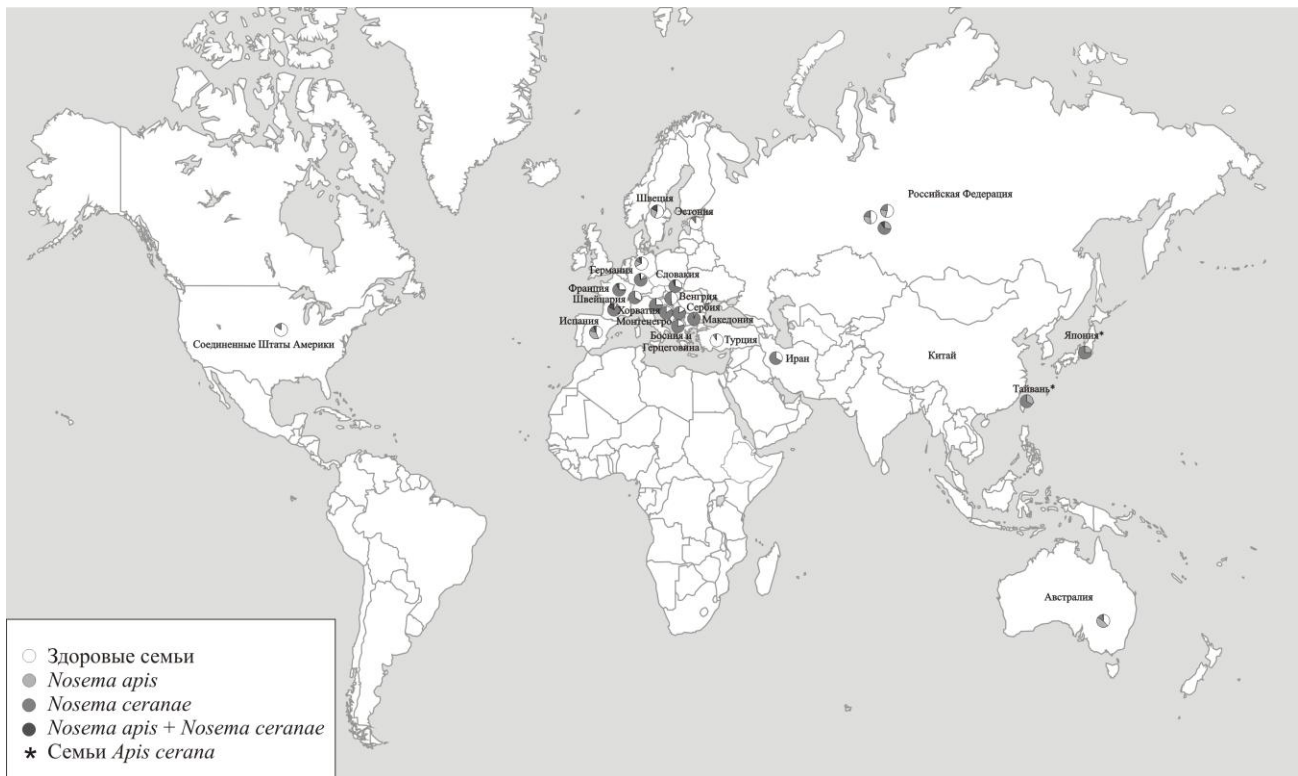 Российская Федерация
Швеция
Эстония
Германия
Словакия
Франция
Швейцария
Венгрия
Хорватия
Сербия
Испания
Монтенегро
Македония
Босния и
Герцеговина
Турция
Иран
Китай
Япония*
Тайвань*
Соединенные Штаты Америки
Австралия
Здоровые семьи
Nosema apis
Nosema ceranae
Nosema apis + Nosema ceranae
* Семьи Apis cerana